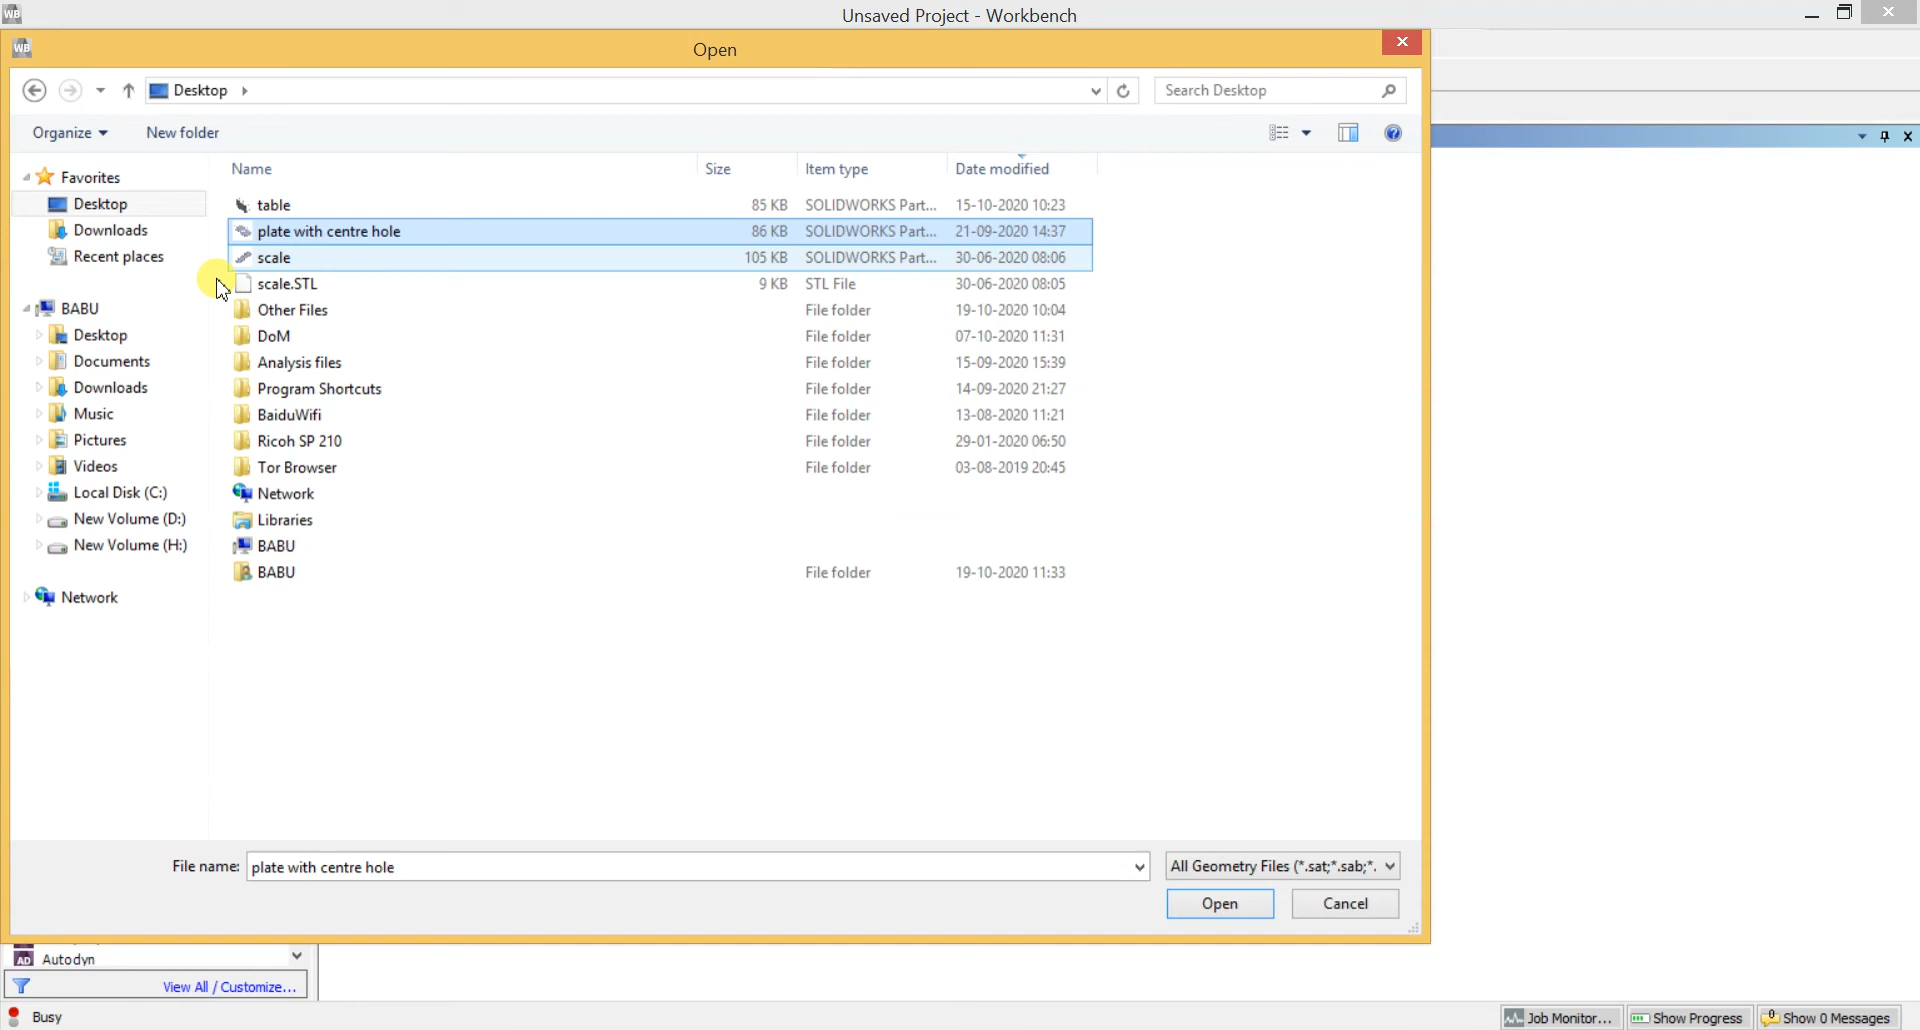 WB Unsaved Project - Workbench
WB Open
Desktop
Search Desktop
Organize New folder
Name Size Item type Date modified
Favorites
Desktop
Downloads
Recent places
BABU
Desktop
Documents
Downloads
Music
Pictures
Videos
Local Disk (C:)
New Volume (D:)
New Volume (H:)
Network
table 85 KB SOLIDWORKS Part... 15-10-2020 10:23
plate with centre hole 86 KB SOLIDWORKS Part... 21-09-2020 14:37
scale 105 KB SOLIDWORKS Part... 30-06-2020 08:06
scale.STL 9 KB STL File 30-06-2020 08:05
Other Files File folder 19-10-2020 10:04
DoM File folder 07-10-2020 11:31
Analysis files File folder 15-09-2020 15:39
Program Shortcuts File folder 14-09-2020 21:27
BaiduWifi File folder 13-08-2020 11:21
Ricoh SP 210 File folder 29-01-2020 06:50
Tor Browser File folder 03-08-2019 20:45
Network
Libraries
BABU
BABU File folder 19-10-2020 11:33
File name: plate with centre hole All Geometry Files (*.sat;*.sab;*.
Open Cancel
AD Autodyn
View All / Customize...
Busy Job Monitor... Show Progress Show 0 Messages